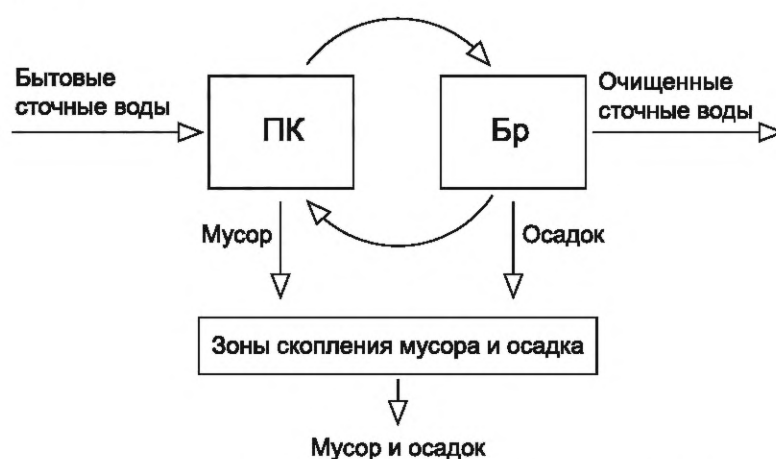 Бытовые
сточные воды
ПК
Бр
Очищенные
сточные воды
Мусор
Осадок
Зоны скопления мусора и осадка
Мусор и осадок